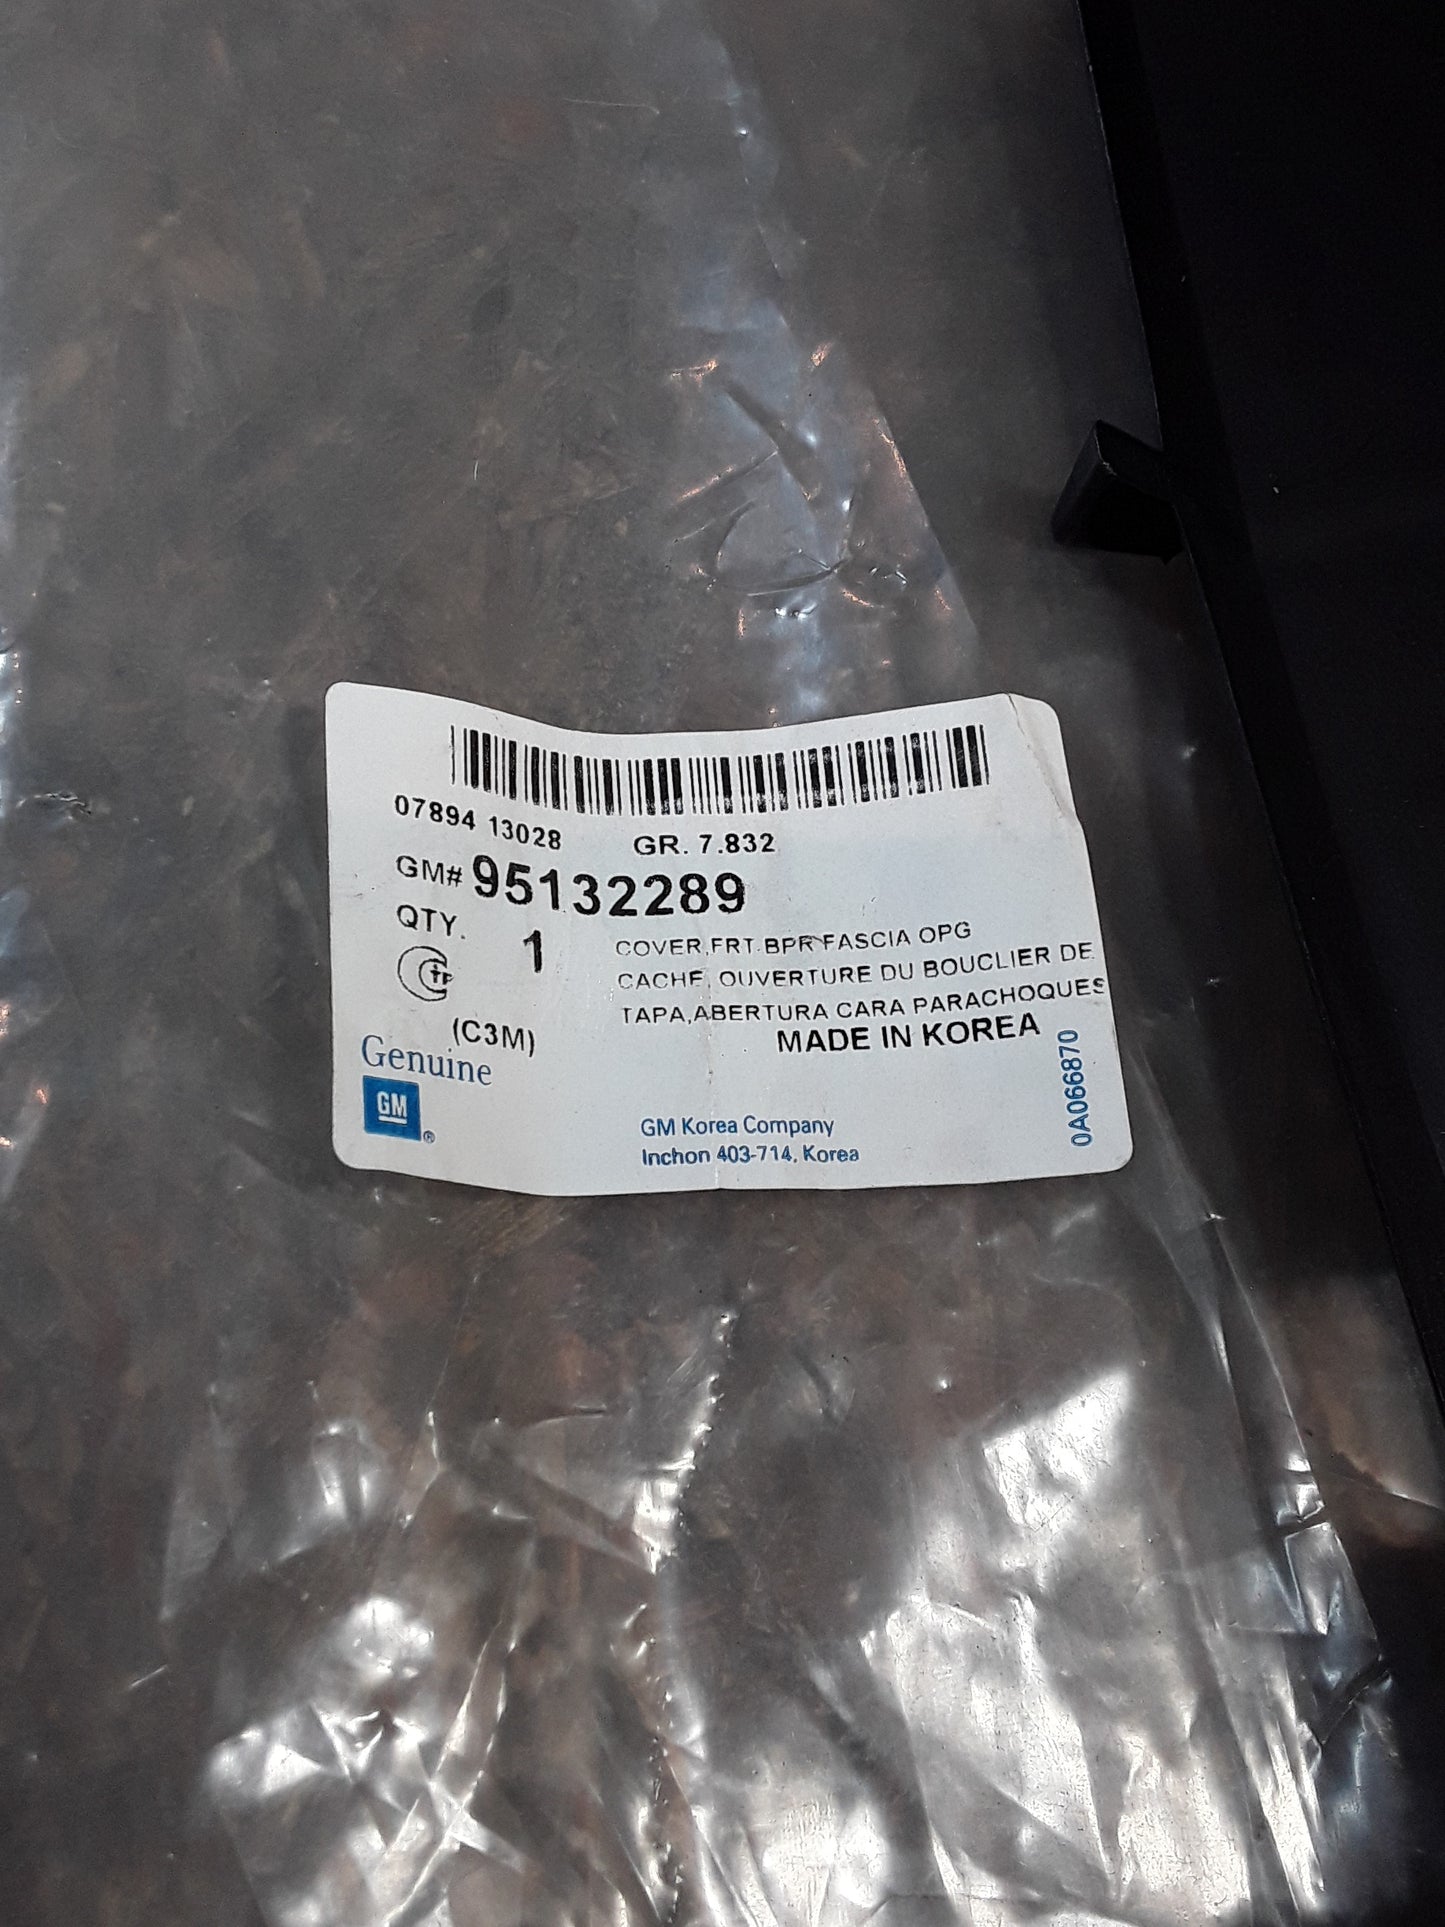 07894 13028 GR. 7.832
GM# 95132289
QTY. 1
COVER,FRT BPR FASCIA OPG
CACHE, OUVERTURE DU BOUCLIER DE
TAPA,ABERTURA CARA PARACHOQUES
(C3M)
MADE IN KOREA
Genuine
GM
®
GM Korea Company
Inchon 403-714, Korea
0A066870